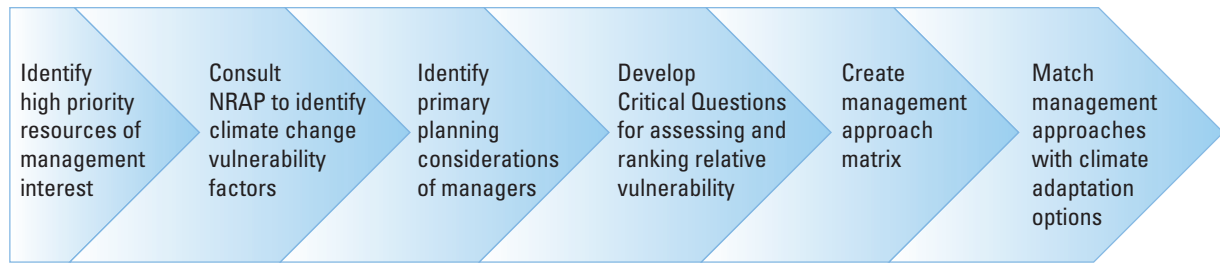 Identify
high priority
resources of
management
interest
Consult
NRAP to identify
climate change
vulnerability
factors
Identify
primary
planning
considerations
of managers
Develop
Critical Questions
for assessing and
ranking relative
vulnerability
Create
management
approach
matrix
Match
management
approaches
with climate
adaptation
options